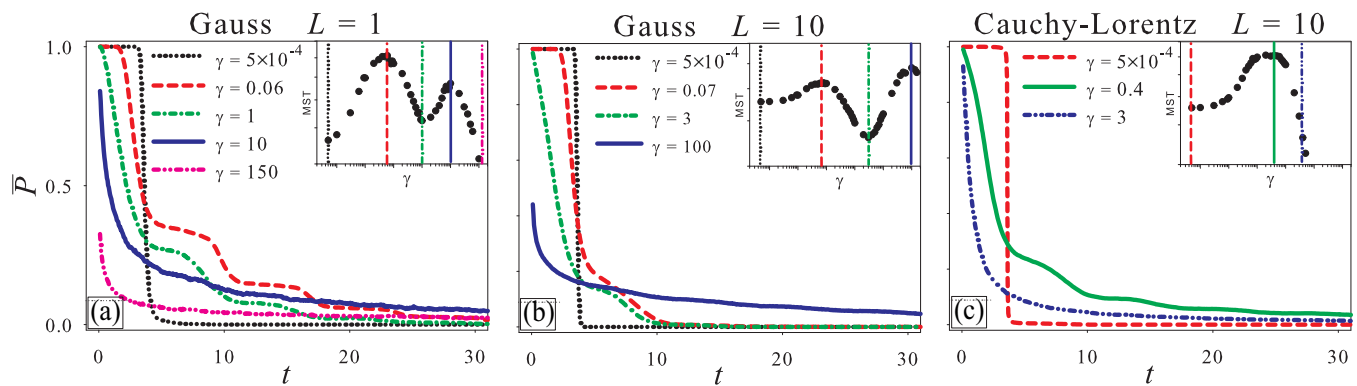 Gauss L = 1
1.0
0.5
0.0
P̅
γ = 5×10⁻⁴
γ = 0.06
γ = 1
γ = 10
γ = 150
MST
γ
(a)
0
10
20
30
t
Gauss L = 10
γ = 5×10⁻⁴
γ = 0.07
γ = 3
γ = 100
MST
γ
(b)
0
10
20
30
t
Cauchy-Lorentz L = 10
γ = 5×10⁻⁴
γ = 0.4
γ = 3
MST
γ
(c)
0
10
20
30
t